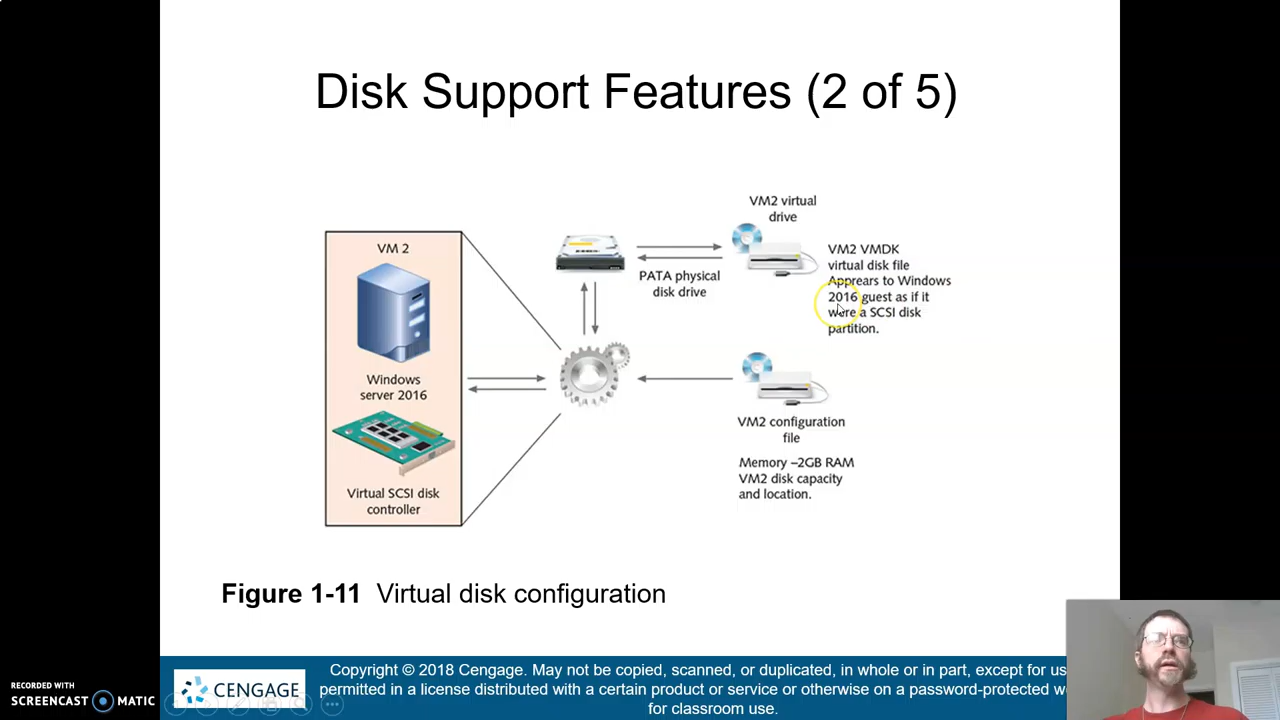 Disk Support Features (2 of 5)
VM 2
Windows
server 2016
Virtual SCSI disk
controller
PATA physical
disk drive
VM2 virtual
drive
VM2 VMDK
virtual disk file
Apprears to Windows
2016 guest as if it
were a SCSI disk
partition.
VM2 configuration
file
Memory –2GB RAM
VM2 disk capacity
and location.
Figure 1-11 Virtual disk configuration
CENGAGE
Copyright © 2018 Cengage. May not be copied, scanned, or duplicated, in whole or in part, except for us
permitted in a license distributed with a certain product or service or otherwise on a password-protected w
for classroom use.
RECORDED WITH
SCREENCAST MATIC